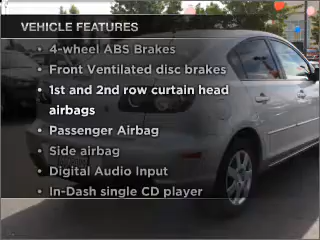 VEHICLE FEATURES
• 4-wheel ABS Brakes
• Front Ventilated disc brakes
• 1st and 2nd row curtain head
airbags
• Passenger Airbag
• Side airbag
• Digital Audio Input
• In-Dash single CD player